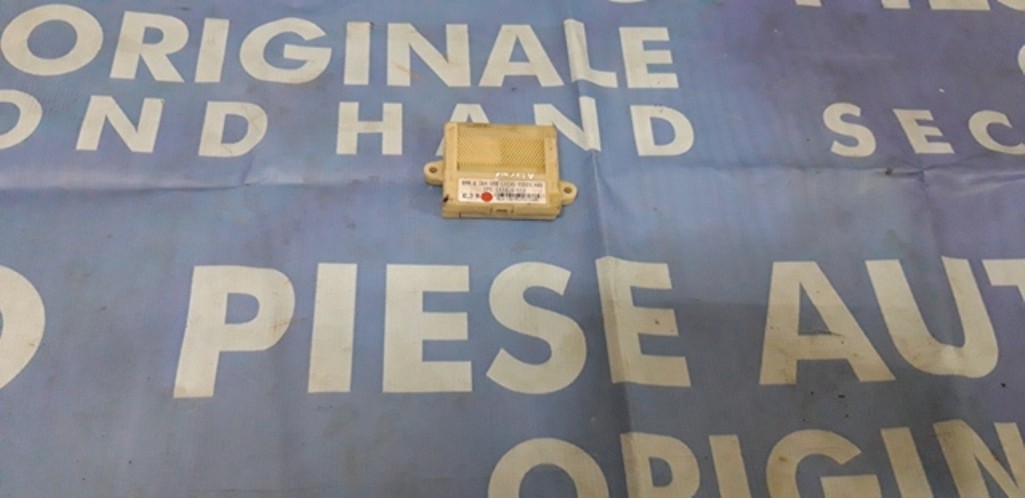 ORIGINALE
OND HAND SEC
PIESE AUT
ORIGIN